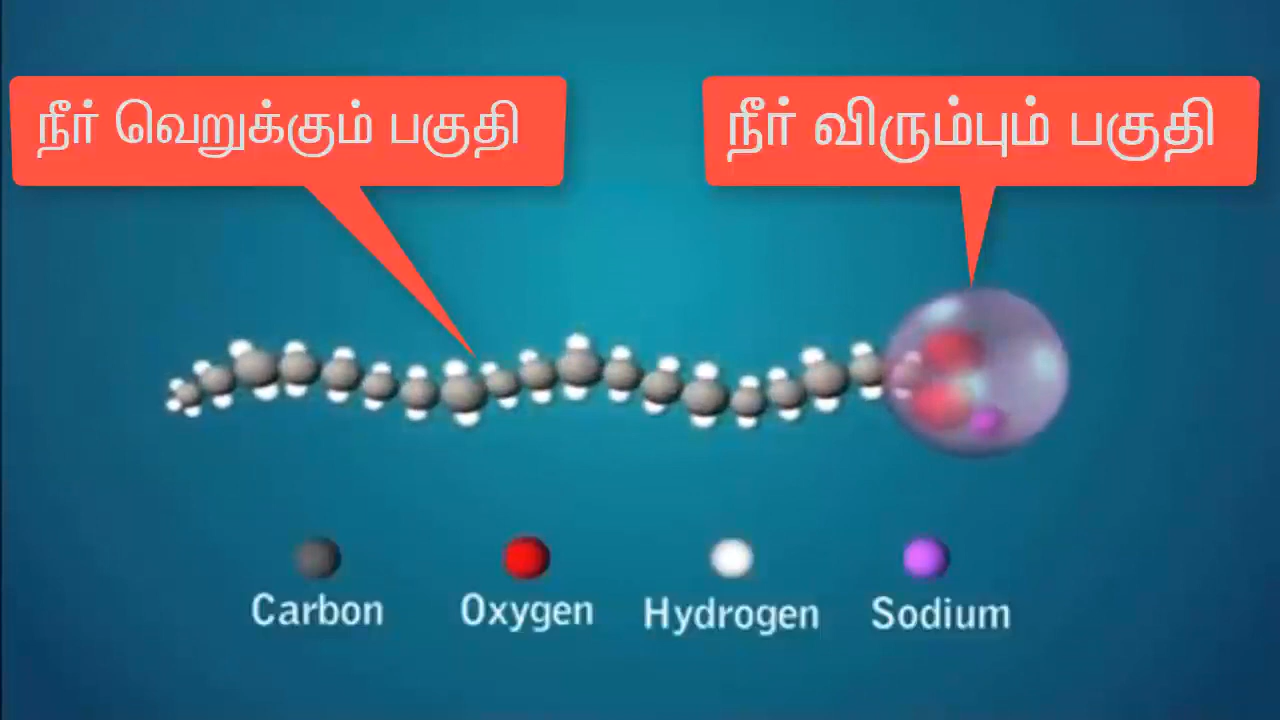 நீர் வெறுக்கும் பகுதி
நீர் விரும்பும் பகுதி
Carbon
Oxygen
Hydrogen
Sodium